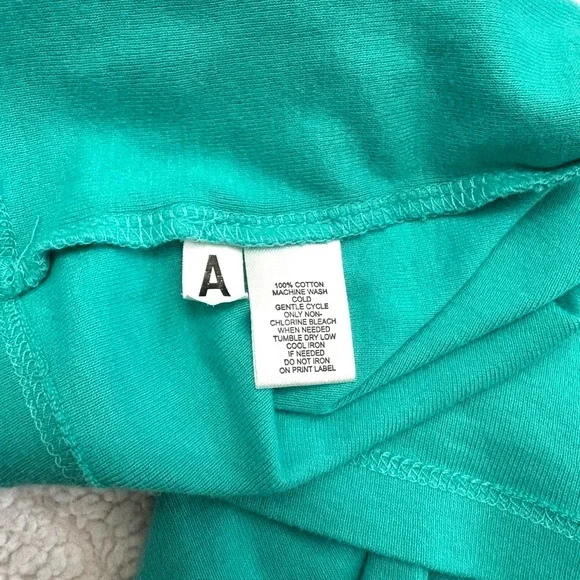 A
100% COTTON
MACHINE WASH
COLD
GENTLE CYCLE
ONLY NON-
CHLORINE BLEACH
WHEN NEEDED
TUMBLE DRY LOW
COOL IRON
IF NEEDED
DO NOT IRON
ON PRINT LABEL